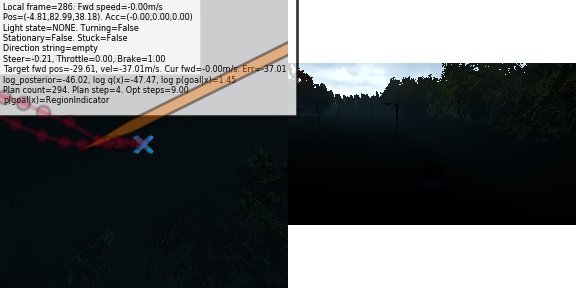 Local frame=286. Fwd speed=-0.00m/s
Pos=(-4.81,82.99,38.18). Acc=(-0.00,0.00,0.00)
Light state=NONE. Turning=False
Stationary=False. Stuck=False
Direction string=empty
Steer=-0.21, Throttle=0.00, Brake=1.00
Target fwd pos=-29.61, vel=-37.01m/s. Cur fwd=-0.00m/s. Err=-37.01
log_posterior=-46.02, log q(x)=-47.47, log p(goal|x)=1.45
Plan count=294. Plan step=4. Opt steps=9.00
p(goal|x)=RegionIndicator